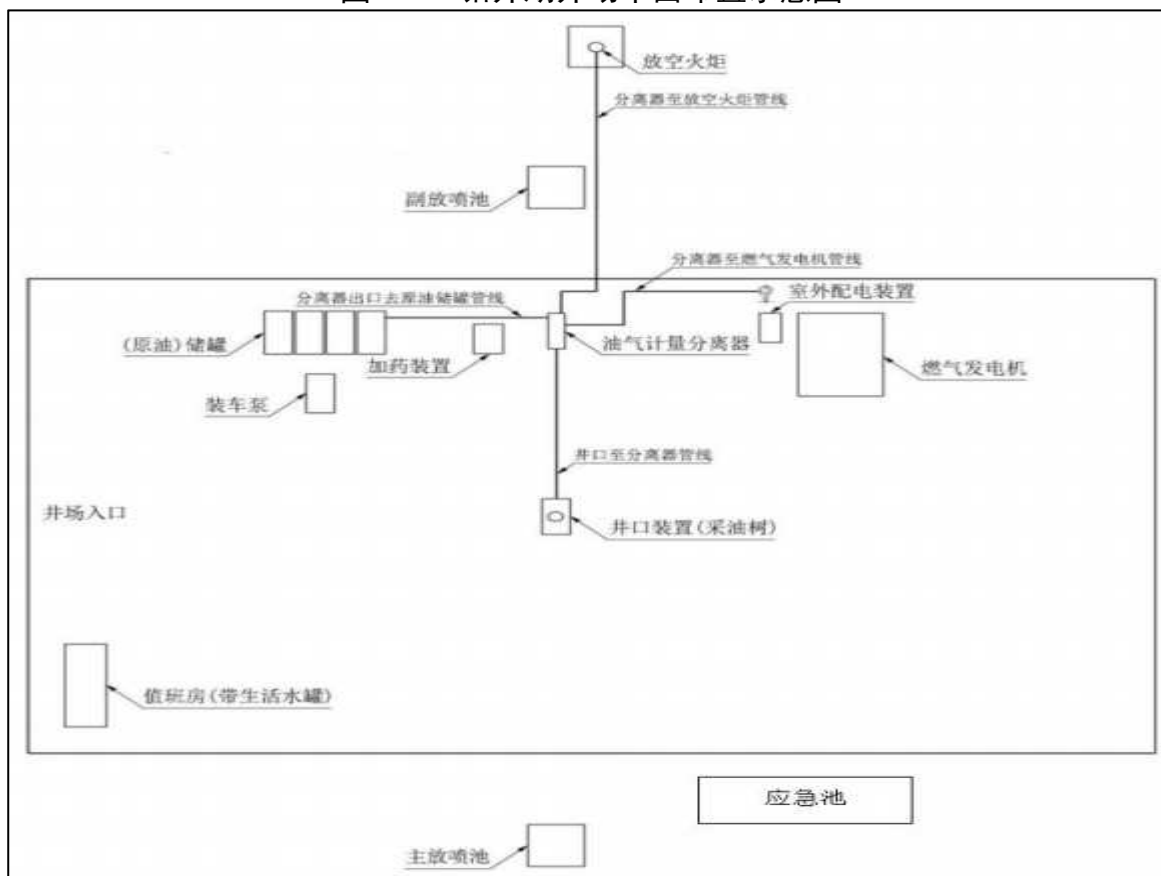 放空火炬
分离器至放空火炬管线
副放喷池
分离器至燃气发电机管线
分离器出口去原油储罐管线
室外配电装置
(原油)储罐
加药装置
油气计量分离器
燃气发电机
装车泵
井口至分离器管线
井场入口
井口装置(采油树)
值班房(带生活水罐)
应急池
主放喷池